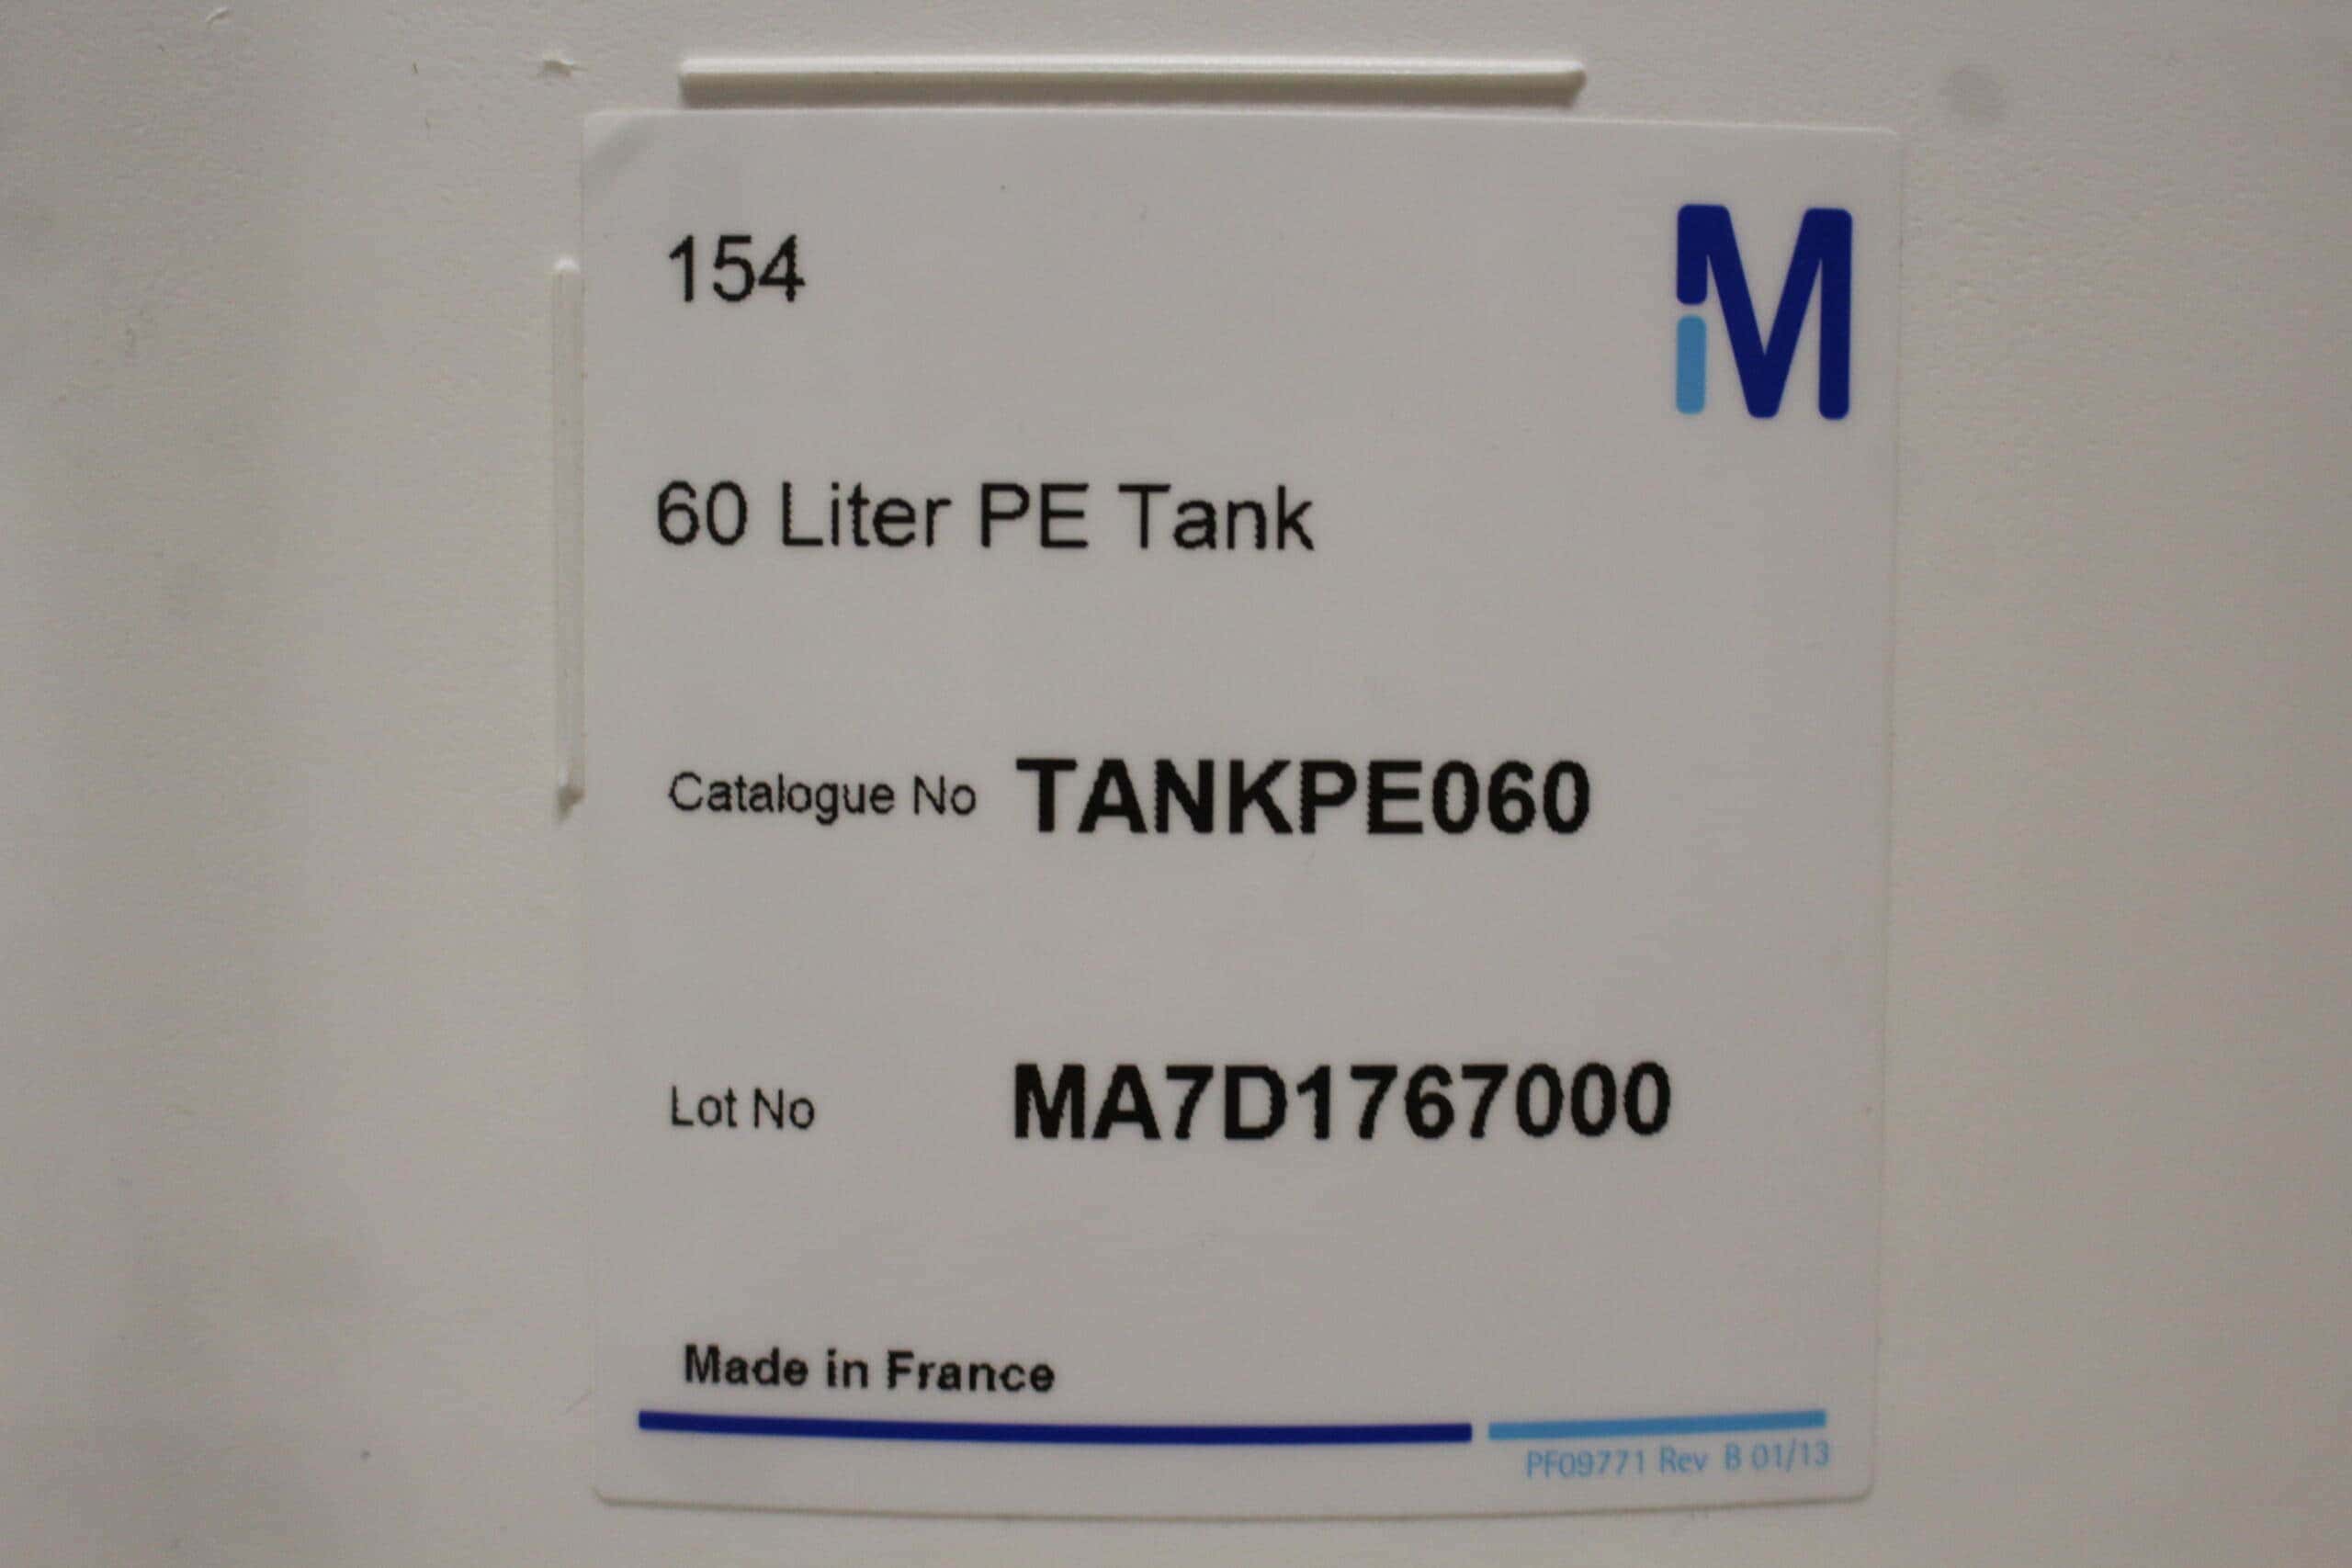 154
M
60 Liter PE Tank
Catalogue No TANKPE060
Lot No MA7D1767000
Made in France
PF09771 Rev B 01/13